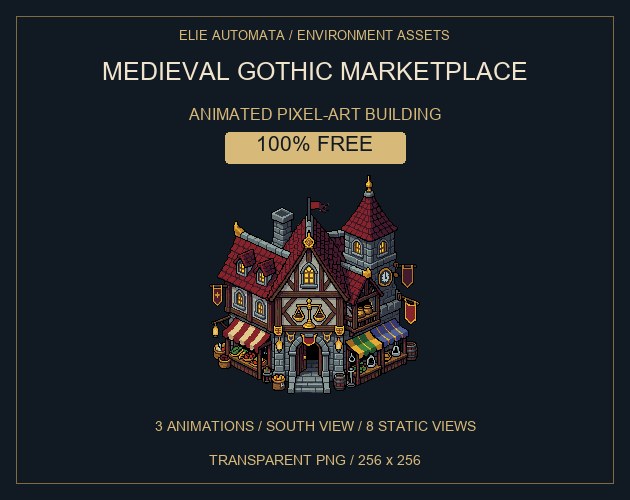 ELIE AUTOMATA / ENVIRONMENT ASSETS
MEDIEVAL GOTHIC MARKETPLACE
ANIMATED PIXEL-ART BUILDING
100% FREE
3 ANIMATIONS / SOUTH VIEW / 8 STATIC VIEWS
TRANSPARENT PNG / 256 x 256